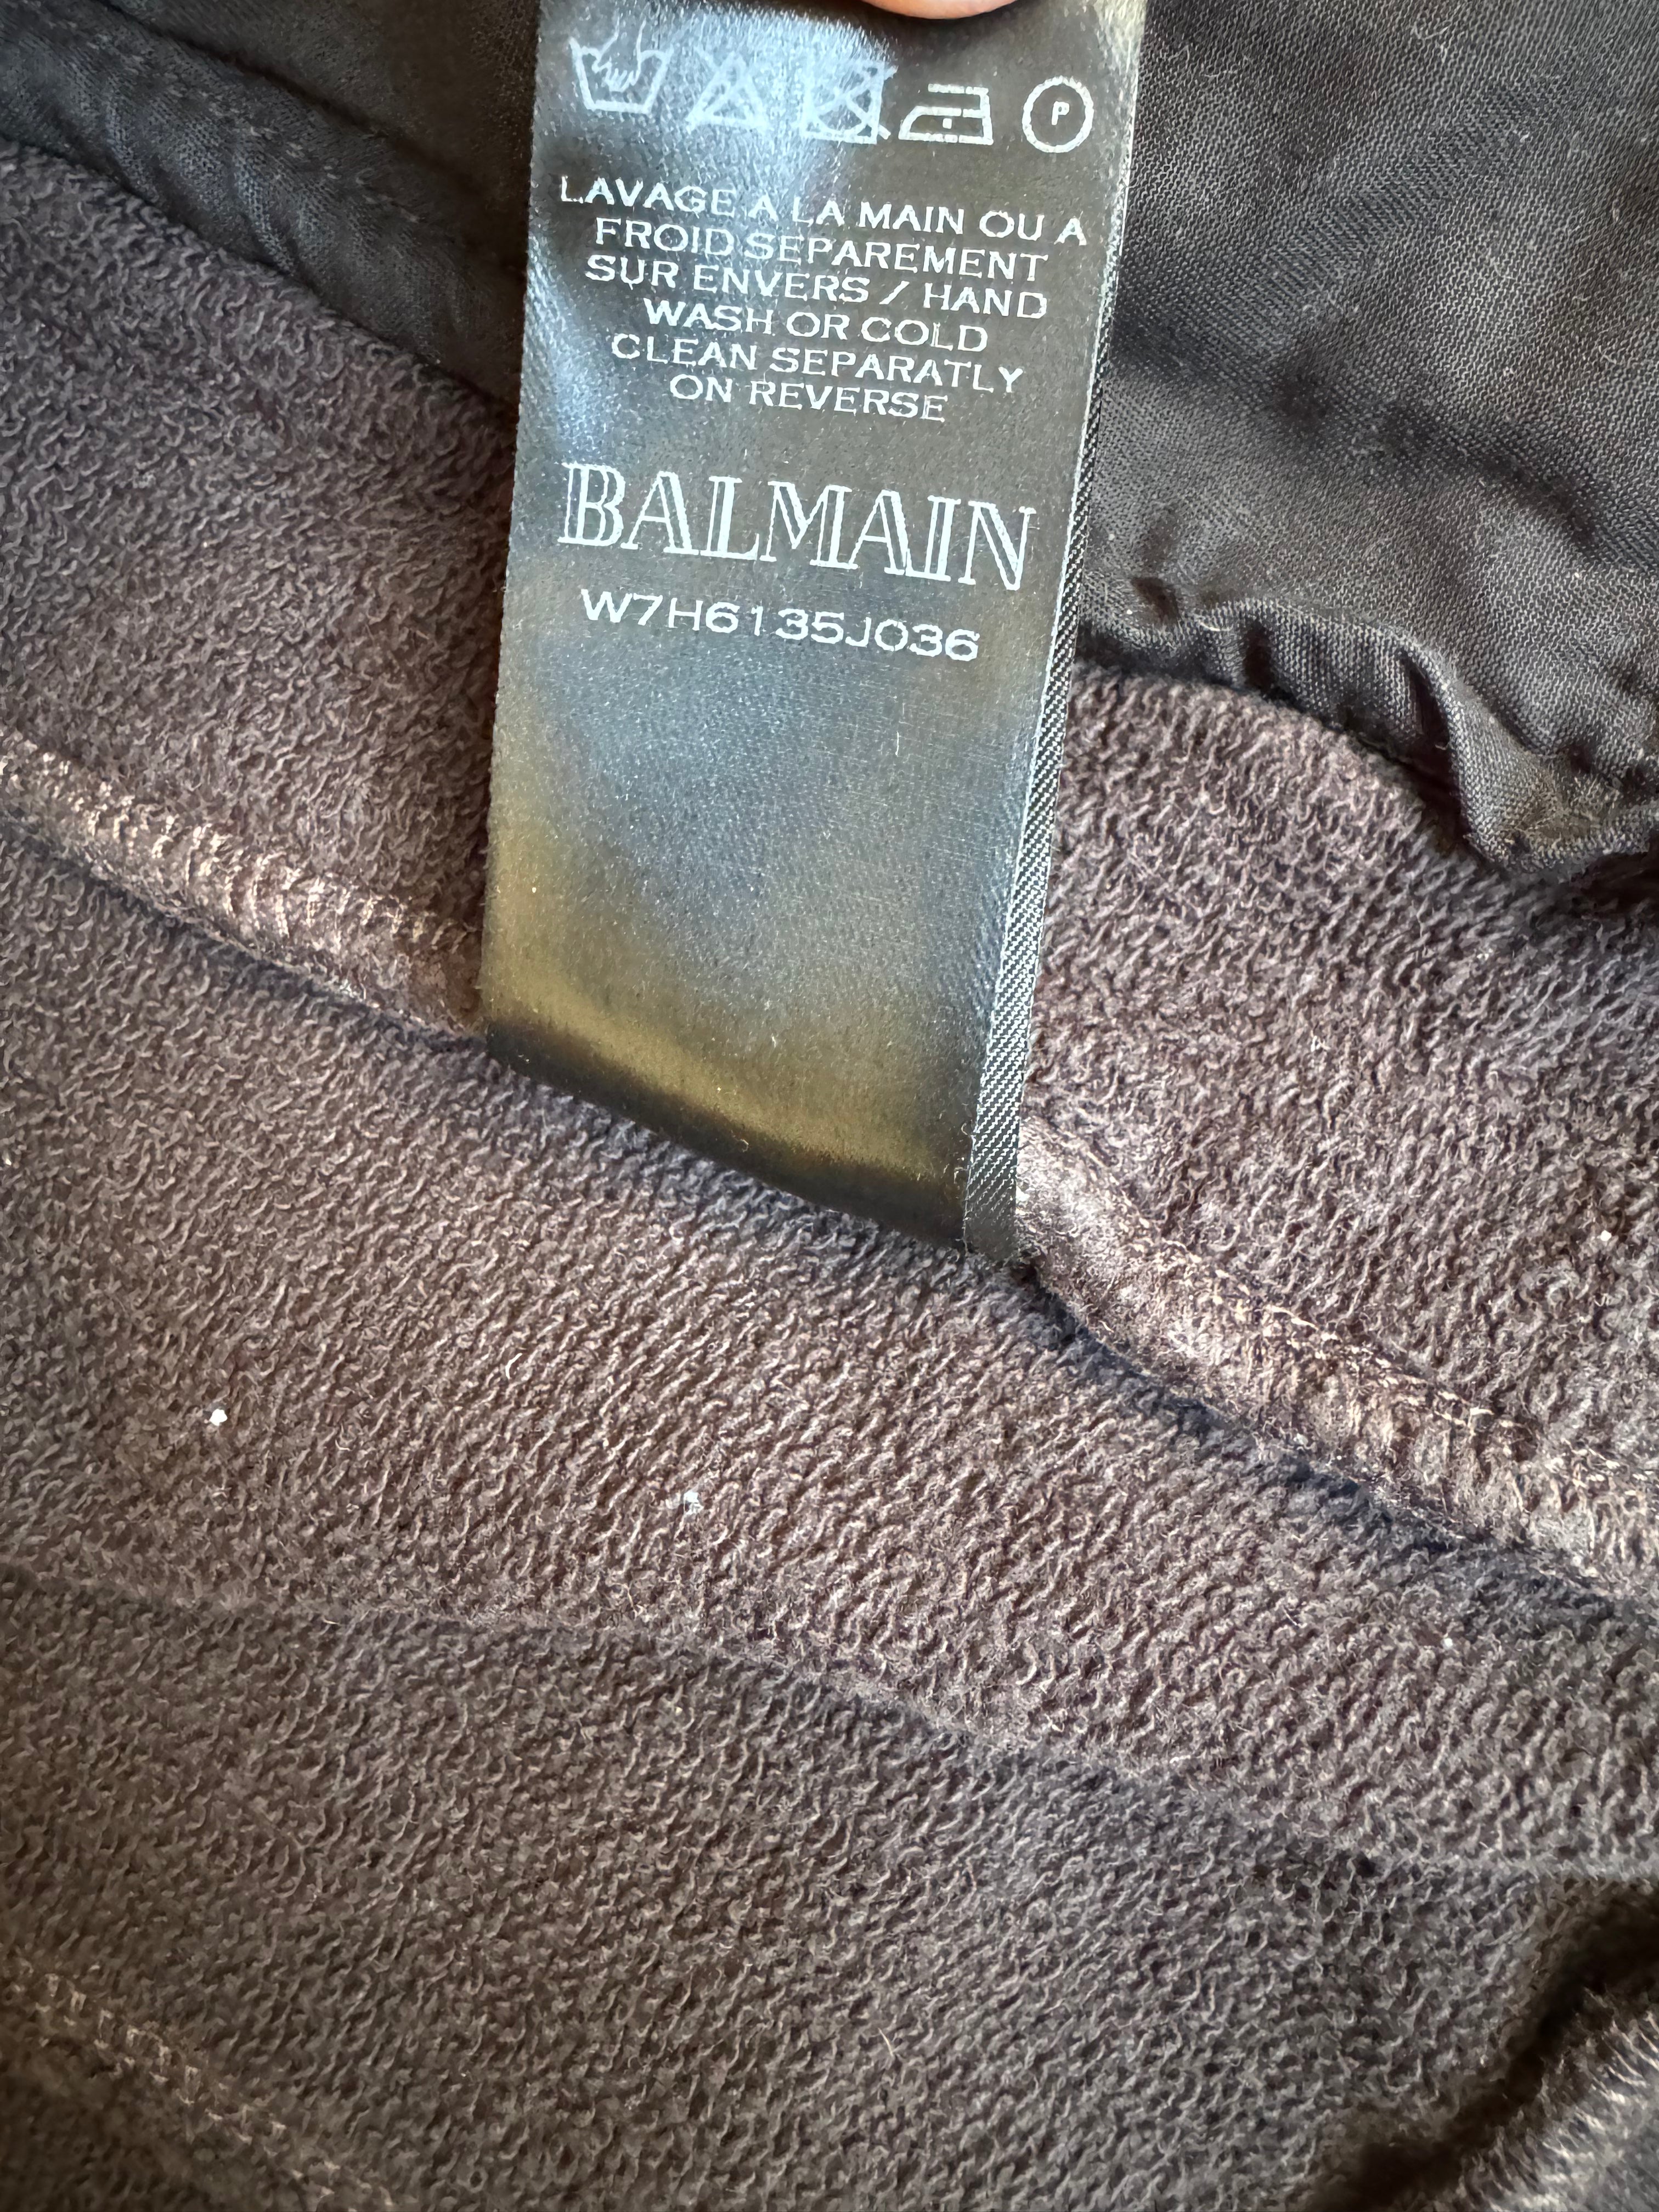 P
LAVAGE A LA MAIN OU A
FROID SEPAREMENT
SUR ENVERS / HAND
WASH OR COLD
CLEAN SEPARATLY
ON REVERSE
BALMAIN
W7H6135J036